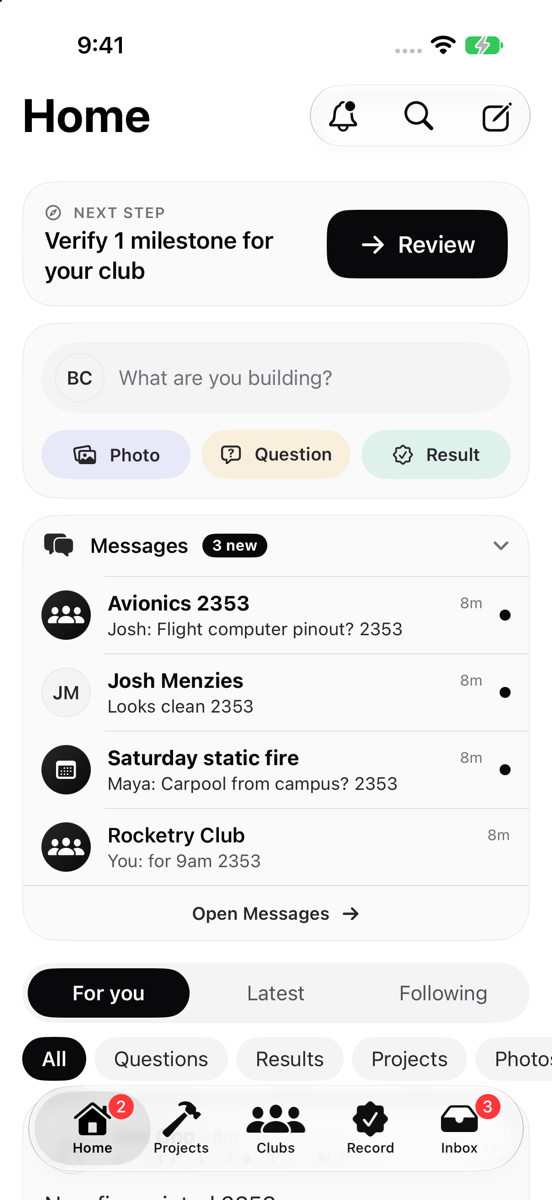 9:41
Home
NEXT STEP
Verify 1 milestone for
your club
Review
BC
What are you building?
Photo
Question
Result
Messages
3 new
Avionics 2353
8m
Josh: Flight computer pinout? 2353
JM
Josh Menzies
8m
Looks clean 2353
Saturday static fire
8m
Maya: Carpool from campus? 2353
Rocketry Club
8m
You: for 9am 2353
Open Messages
For you
Latest
Following
All
Questions
Results
Projects
Photos
2
3
Home
Projects
Clubs
Record
Inbox